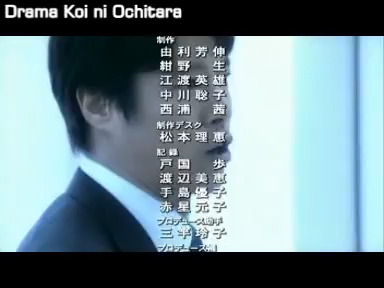 Drama Koi ni Ochitara
制作
由利芳伸
紺野 生
江渡英雄
中川聡子
西浦 茜
制作デスク
松本理恵
記録
戸国 歩
渡辺美恵
手島優子
赤星元子
プロデュース助手
三半玲子